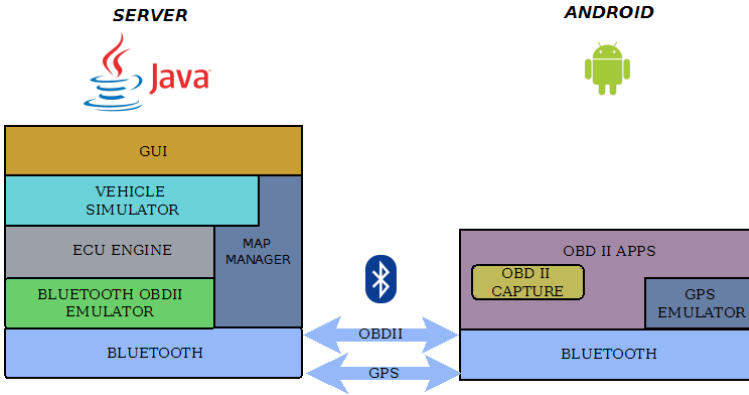 SERVER
ANDROID
Java
GUI
VEHICLE
SIMULATOR
ECU ENGINE
MAP
MANAGER
BLUETOOTH OBDII
EMULATOR
BLUETOOTH
OBDII
GPS
OBD II APPS
OBD II
CAPTURE
GPS
EMULATOR
BLUETOOTH